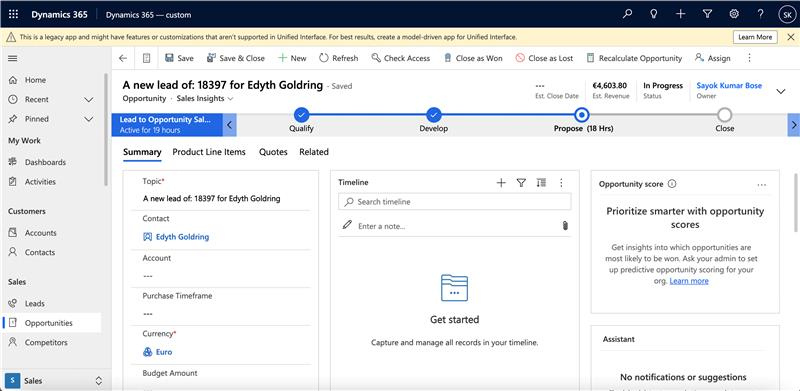 Dynamics 365
Dynamics 365 — custom
SK
This is a legacy app and might have features or customizations that aren't supported in Unified Interface. For best results, create a model-driven app for Unified Interface.
Learn More
Save
Save & Close
New
Refresh
Check Access
Close as Won
Close as Lost
Recalculate Opportunity
Assign
Home
Recent
Pinned
My Work
Dashboards
Activities
Customers
Accounts
Contacts
Sales
Leads
Opportunities
Competitors
S Sales
A new lead of: 18397 for Edyth Goldring - Saved
Opportunity · Sales Insights
---
Est. Close Date
€4,603.80
Est. Revenue
In Progress
Status
Sayok Kumar Bose
Owner
Lead to Opportunity Sal...
Active for 19 hours
Qualify
Develop
Propose (18 Hrs)
Close
Summary
Product Line Items
Quotes
Related
Topic*
A new lead of: 18397 for Edyth Goldring
Contact
Edyth Goldring
Account
---
Purchase Timeframe
---
Currency*
Euro
Budget Amount
Timeline
Search timeline
Enter a note...
Get started
Capture and manage all records in your timeline.
Opportunity score
Prioritize smarter with opportunity
scores
Get insights into which opportunities are
most likely to be won. Ask your admin to set
up predictive opportunity scoring for your
org. Learn more
Assistant
No notifications or suggestions